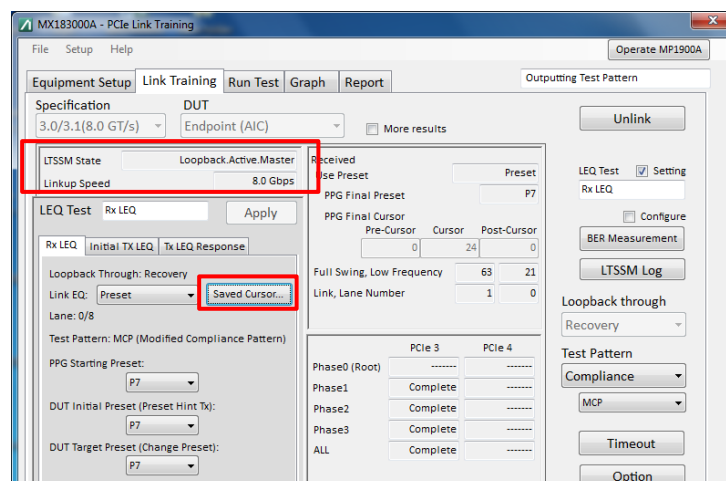 MX183000A - PCIe Link Training
File Setup Help
Operate MP1900A
Equipment Setup Link Training Run Test Graph Report
Outputting Test Pattern
Specification DUT
3.0/3.1(8.0 GT/s) Endpoint (AIC)
More results
Unlink
LTSSM State Loopback.Active.Master
Linkup Speed 8.0 Gbps
Received
Use Preset Preset
PPG Final Preset P7
PPG Final Cursor
Pre-Cursor Cursor Post-Cursor
0 24 0
Full Swing, Low Frequency 63 21
Link, Lane Number 1 0
LEQ Test Setting
Rx LEQ
Configure
BER Measurement
LTSSM Log
LEQ Test Rx LEQ Apply
Rx LEQ Initial TX LEQ Tx LEQ Response
Loopback Through: Recovery
Link EQ: Preset Saved Cursor...
Lane: 0/8
Test Pattern: MCP (Modified Compliance Pattern)
PPG Starting Preset:
P7
DUT Initial Preset (Preset Hint Tx):
P7
DUT Target Preset (Change Preset):
P7
PCIe 3 PCIe 4
Phase0 (Root) ------- -------
Phase1 Complete -------
Phase2 Complete -------
Phase3 Complete -------
ALL Complete -------
Loopback through
Recovery
Test Pattern
Compliance
MCP
Timeout
Option